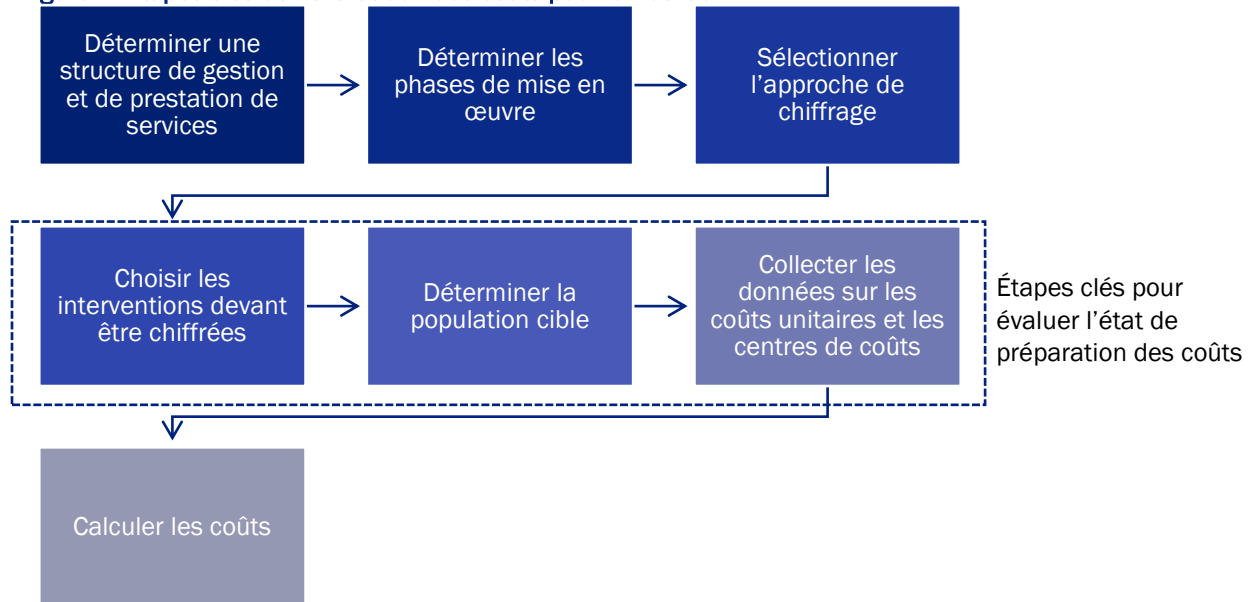 Déterminer une
structure de gestion
et de prestation de
services
Déterminer les
phases de mise en
œuvre
Sélectionner
l’approche de
chiffrage
Choisir les
interventions devant
être chiffrées
Déterminer la
population cible
Collecter les
données sur les
coûts unitaires et les
centres de coûts
Étapes clés pour
évaluer l’état de
préparation des coûts
Calculer les coûts